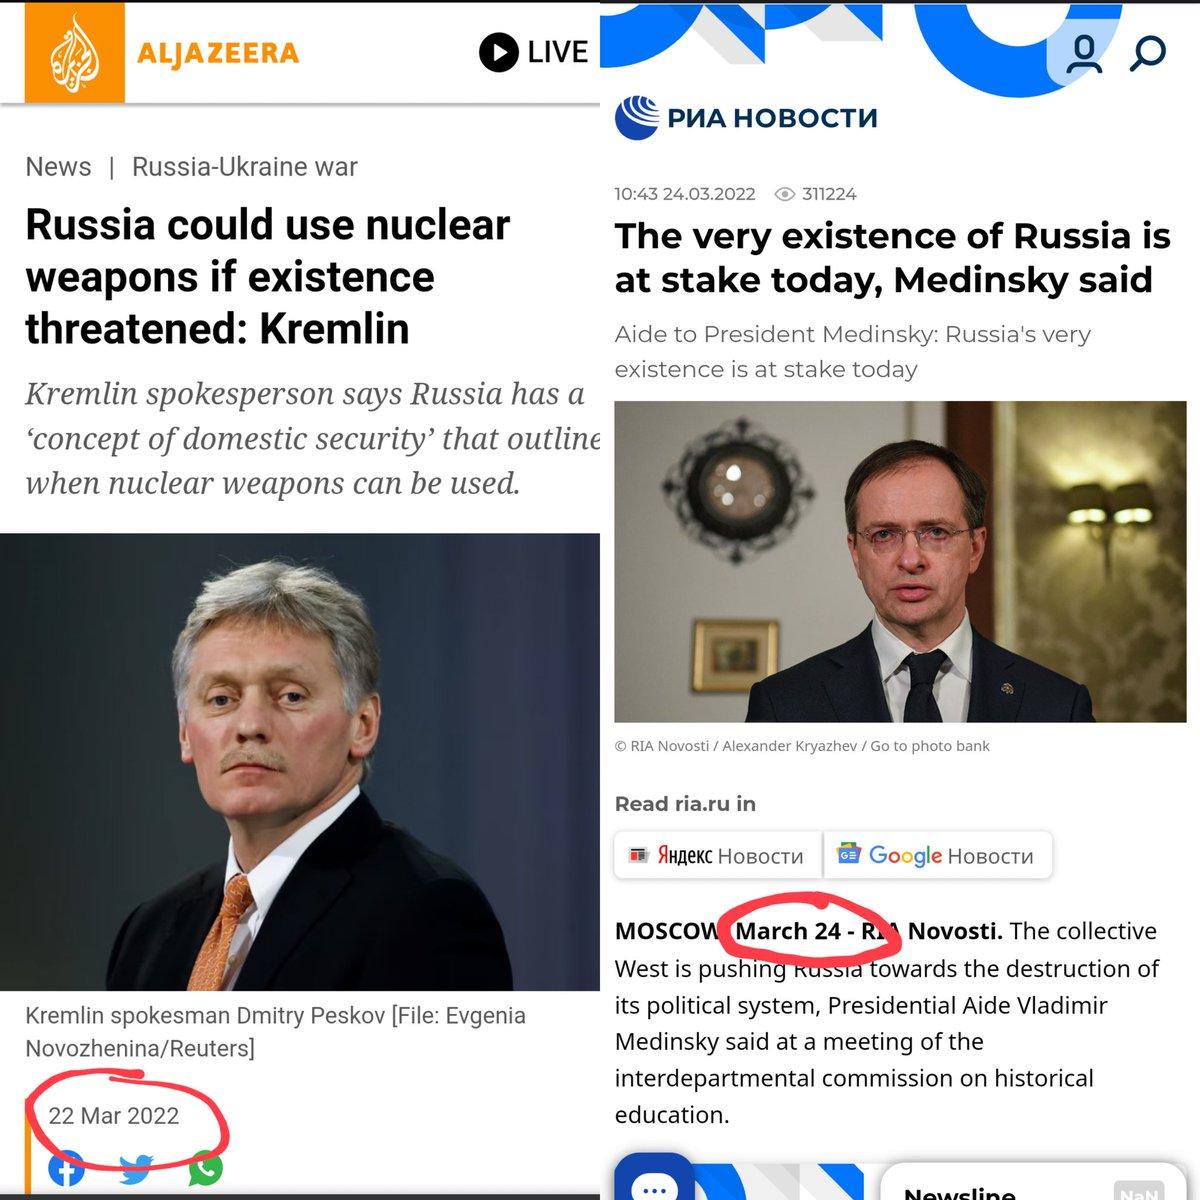 ALJAZEERA
LIVE
News | Russia-Ukraine war
Russia could use nuclear
weapons if existence
threatened: Kremlin
Kremlin spokesperson says Russia has a
‘concept of domestic security’ that outline
when nuclear weapons can be used.
Kremlin spokesman Dmitry Peskov [File: Evgenia
Novozhenina/Reuters]
22 Mar 2022
РИА НОВОСТИ
10:43 24.03.2022 311224
The very existence of Russia is
at stake today, Medinsky said
Aide to President Medinsky: Russia's very
existence is at stake today
© RIA Novosti / Alexander Kryazhev / Go to photo bank
Read ria.ru in
Яндекс Новости
GE Google Новости
MOSCOW, March 24 - RIA Novosti. The collective
West is pushing Russia towards the destruction of
its political system, Presidential Aide Vladimir
Medinsky said at a meeting of the
interdepartmental commission on historical
education.
Newsline
NaN